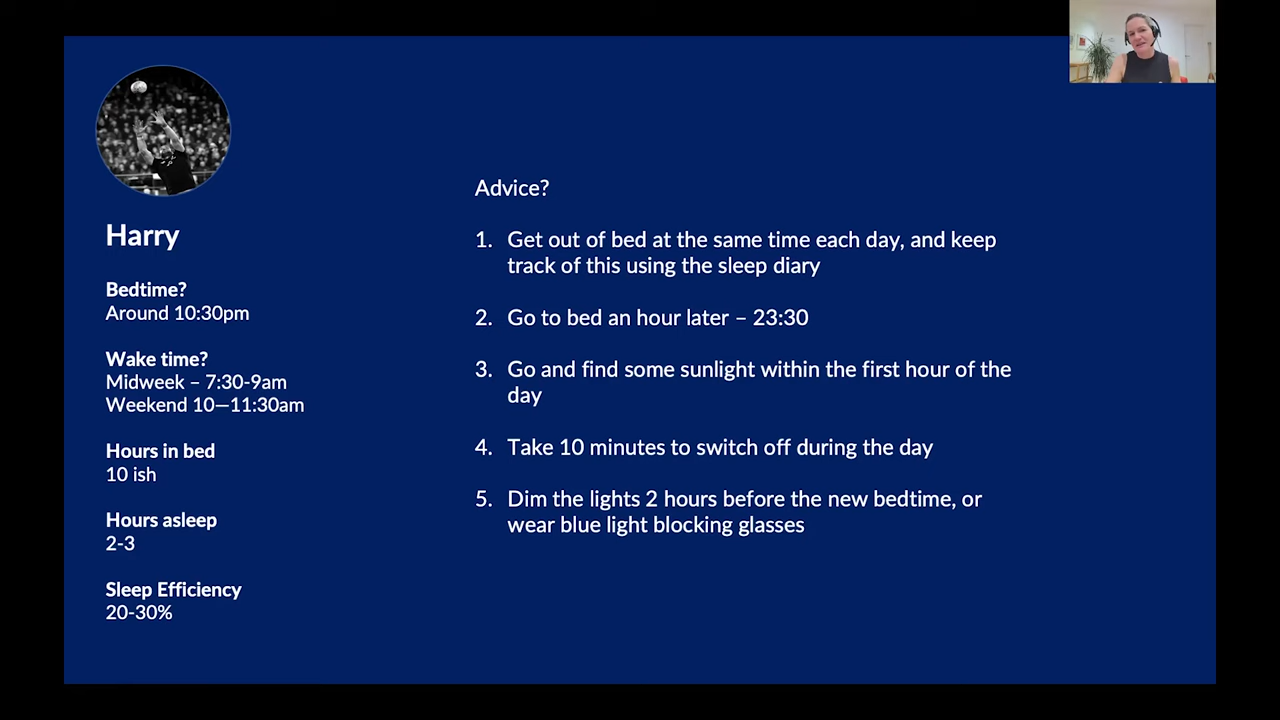 Harry
Bedtime?
Around 10:30pm
Wake time?
Midweek – 7:30-9am
Weekend 10—11:30am
Hours in bed
10 ish
Hours asleep
2-3
Sleep Efficiency
20-30%
Advice?
1. Get out of bed at the same time each day, and keep
track of this using the sleep diary
2. Go to bed an hour later – 23:30
3. Go and find some sunlight within the first hour of the
day
4. Take 10 minutes to switch off during the day
5. Dim the lights 2 hours before the new bedtime, or
wear blue light blocking glasses